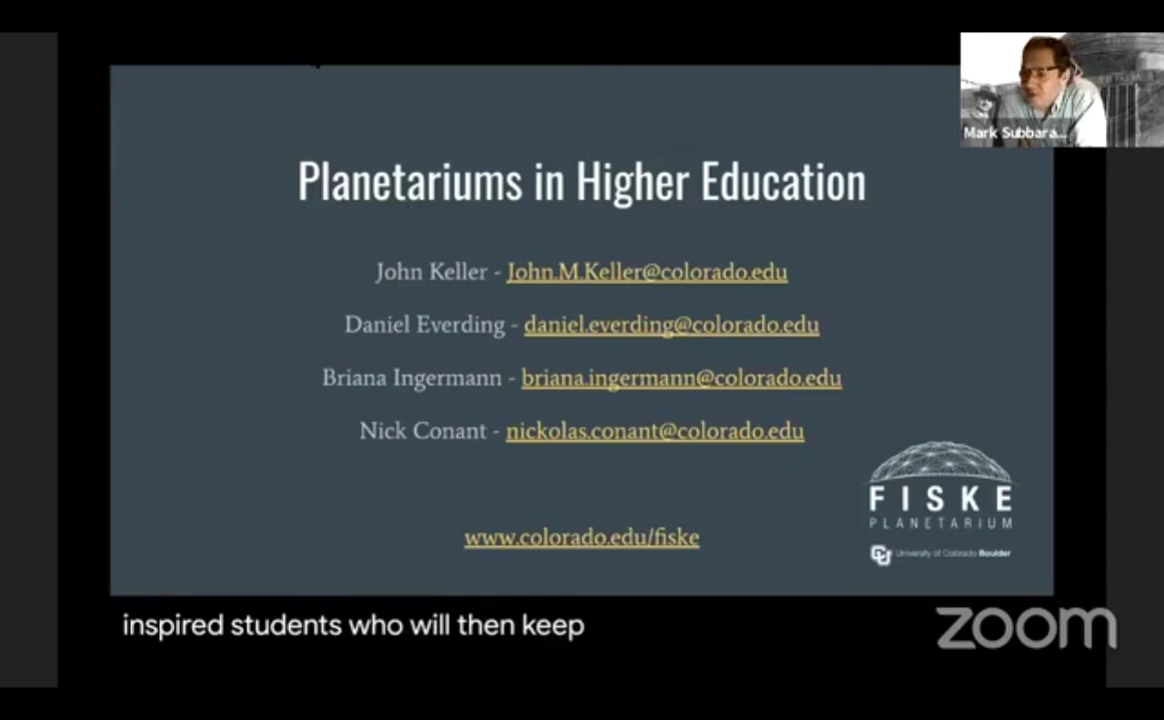 Mark Subbara...
Planetariums in Higher Education
John Keller - John.M.Keller@colorado.edu
Daniel Everding - daniel.everding@colorado.edu
Briana Ingermann - briana.ingermann@colorado.edu
Nick Conant - nickolas.conant@colorado.edu
FISKE
PLANETARIUM
www.colorado.edu/fiske
CU University of Colorado Boulder
inspired students who will then keep
zoom